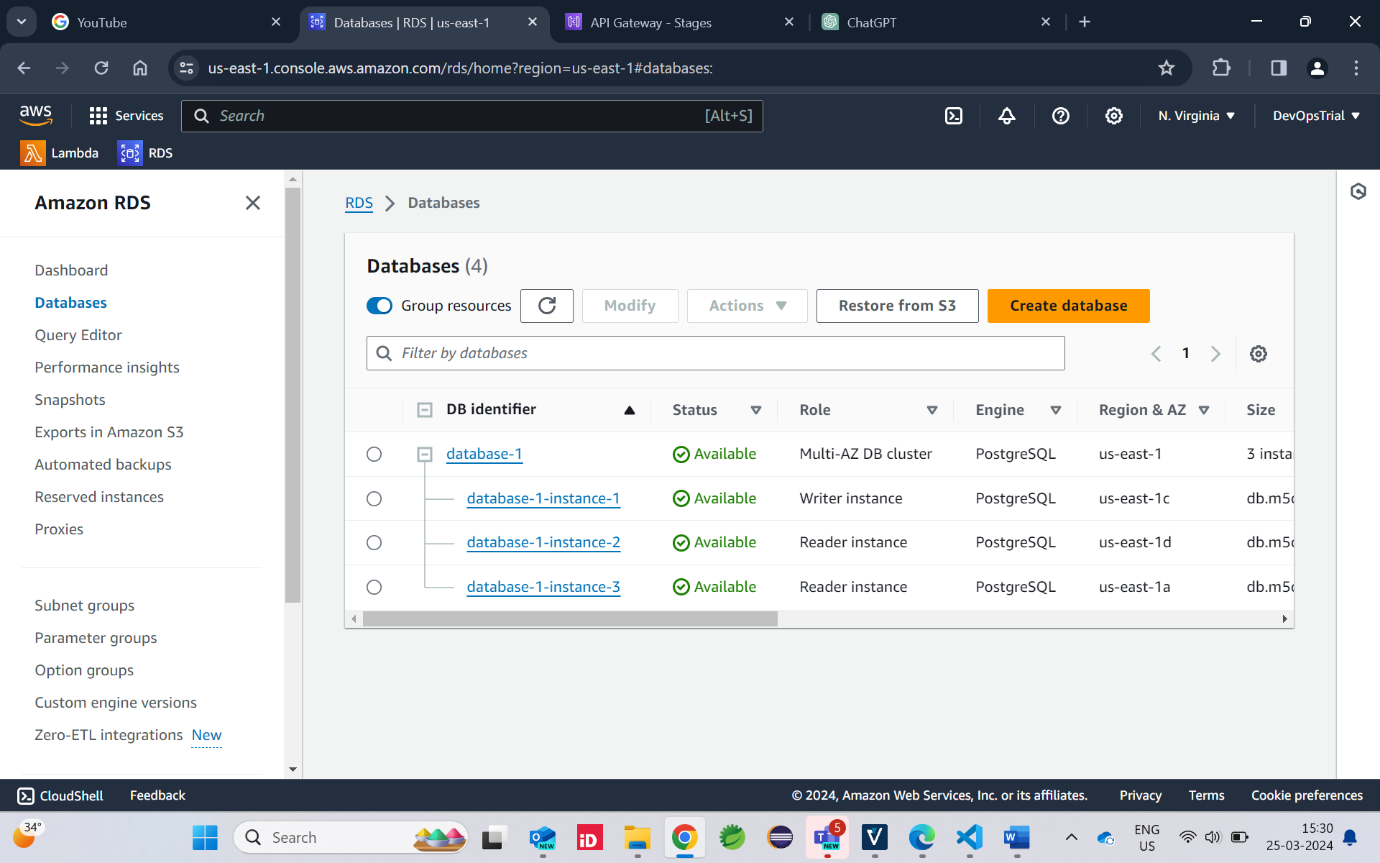 YouTube
Databases | RDS | us-east-1
API Gateway - Stages
ChatGPT
us-east-1.console.aws.amazon.com/rds/home?region=us-east-1#databases:
aws
Services
Search
[Alt+S]
N. Virginia
DevOpsTrial
Lambda
RDS
Amazon RDS
Dashboard
Databases
Query Editor
Performance insights
Snapshots
Exports in Amazon S3
Automated backups
Reserved instances
Proxies
Subnet groups
Parameter groups
Option groups
Custom engine versions
Zero-ETL integrations New
RDS > Databases
Databases (4)
Group resources
Modify
Actions
Restore from S3
Create database
Filter by databases
1
DB identifier Status Role Engine Region & AZ Size
database-1 Available Multi-AZ DB cluster PostgreSQL us-east-1 3 insta
database-1-instance-1 Available Writer instance PostgreSQL us-east-1c db.m5d
database-1-instance-2 Available Reader instance PostgreSQL us-east-1d db.m5d
database-1-instance-3 Available Reader instance PostgreSQL us-east-1a db.m5d
CloudShell Feedback © 2024, Amazon Web Services, Inc. or its affiliates. Privacy Terms Cookie preferences
34°
Search
NEW
iD
5
NEW
V
W
ENG
US
15:30
25-03-2024